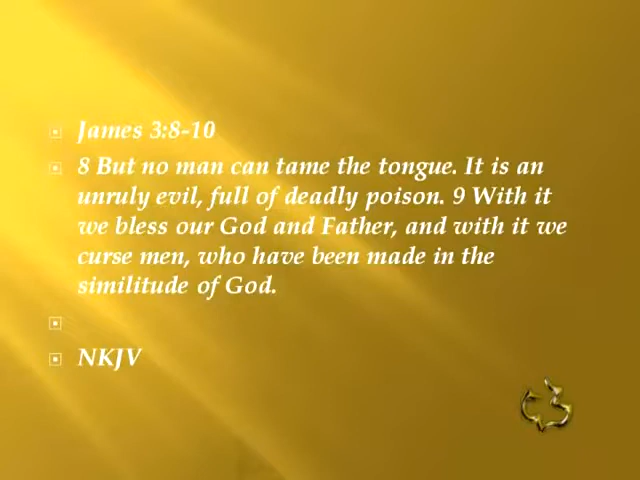 James 3:8-10
8 But no man can tame the tongue. It is an
unruly evil, full of deadly poison. 9 With it
we bless our God and Father, and with it we
curse men, who have been made in the
similitude of God.
NKJV